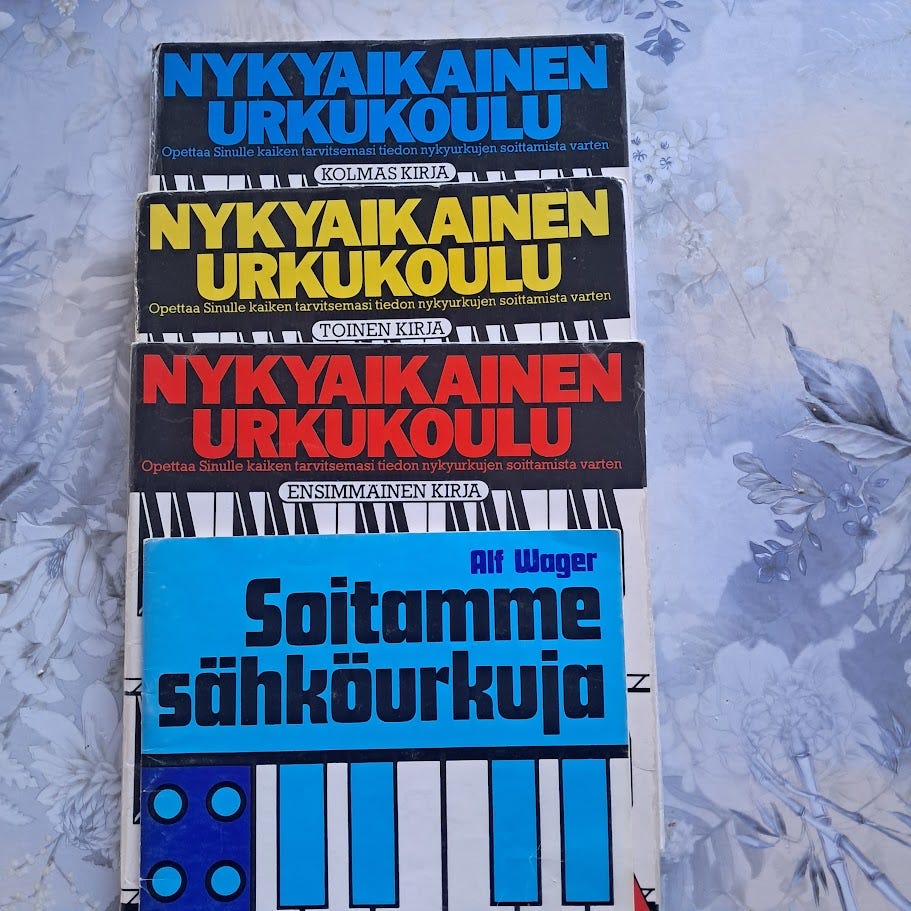 NYKYAIKAINEN
URKUKOULU
Opettaa Sinulle kaiken tarvitsemasi tiedon nykyurkujen soittamista varten
KOLMAS KIRJA
NYKYAIKAINEN
URKUKOULU
Opettaa Sinulle kaiken tarvitsemasi tiedon nykyurkujen soittamista varten
TOINEN KIRJA
NYKYAIKAINEN
URKUKOULU
Opettaa Sinulle kaiken tarvitsemasi tiedon nykyurkujen soittamista varten
ENSIMMAINEN KIRJA
Alf Wager
Soitamme
sähköurkuja